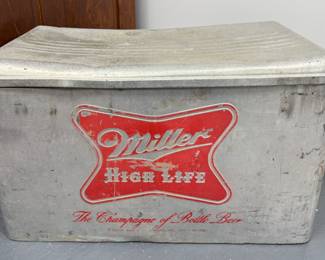 Miller
HIGH LIFE
The Champagne of Bottle Beer